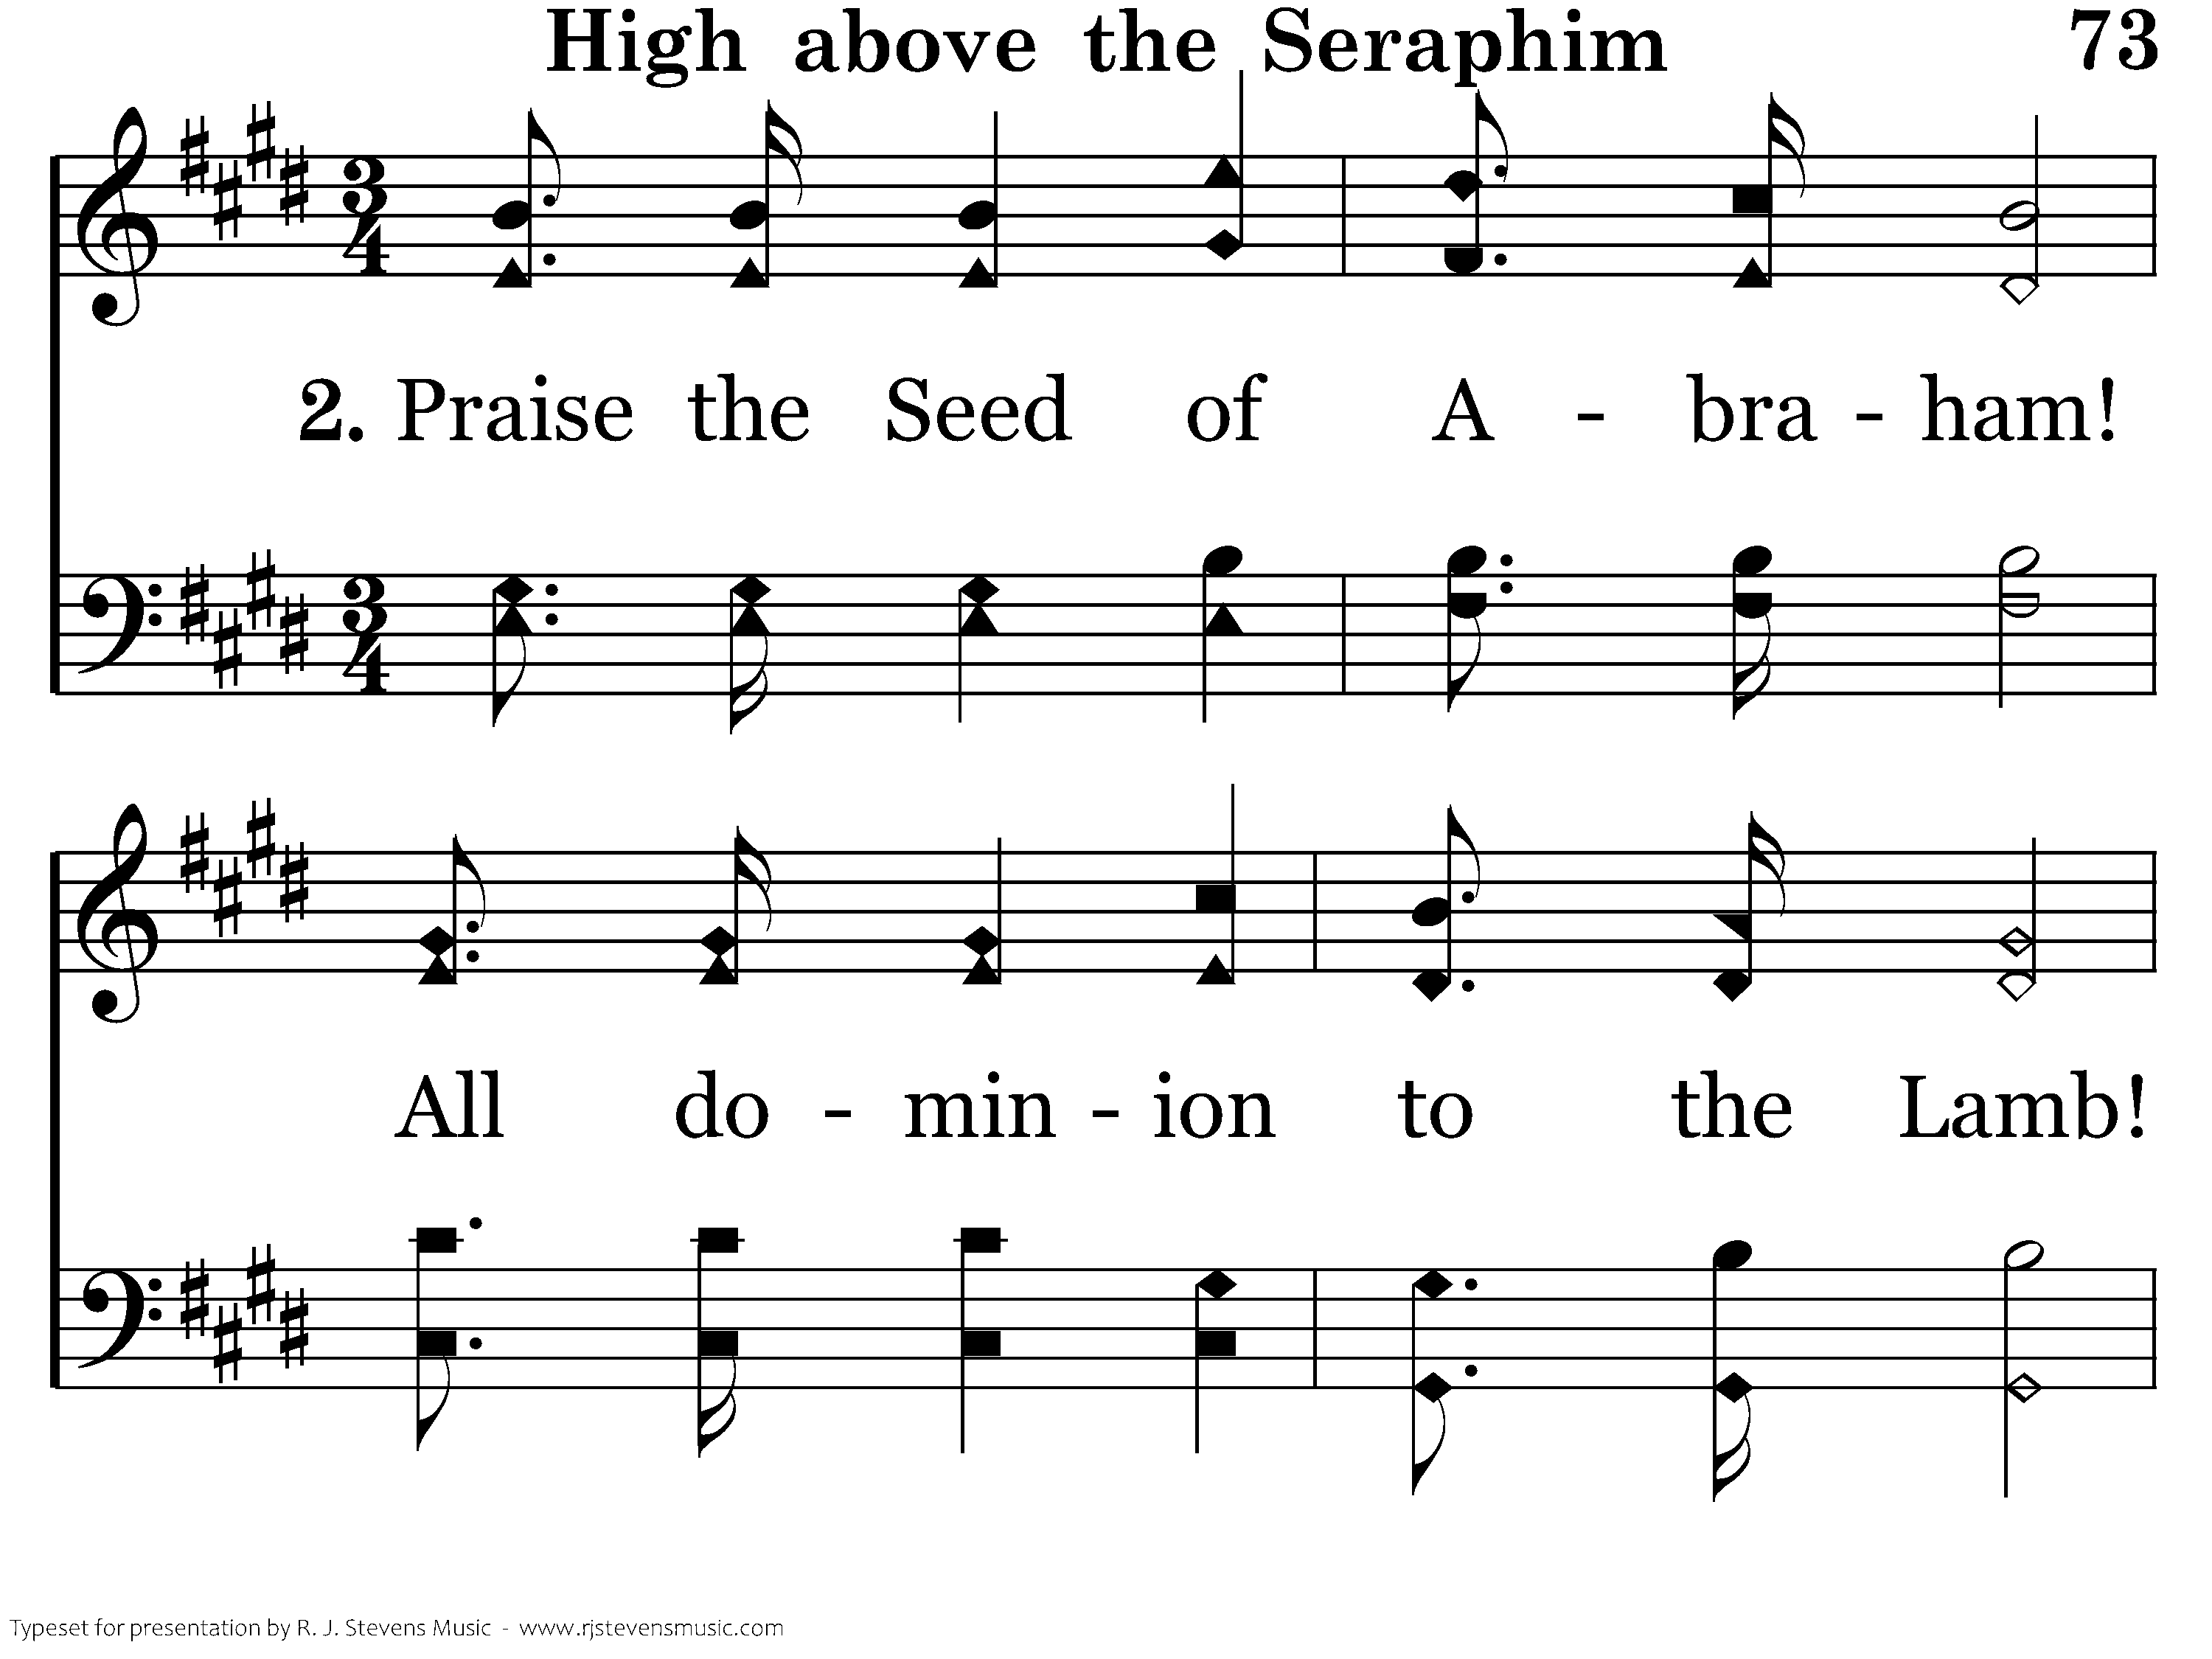 High above the Seraphim 73
2. Praise the Seed of A - bra - ham!
All do - min - ion to the Lamb!
Typeset for presentation by R. J. Stevens Music - www.rjstevensmusic.com